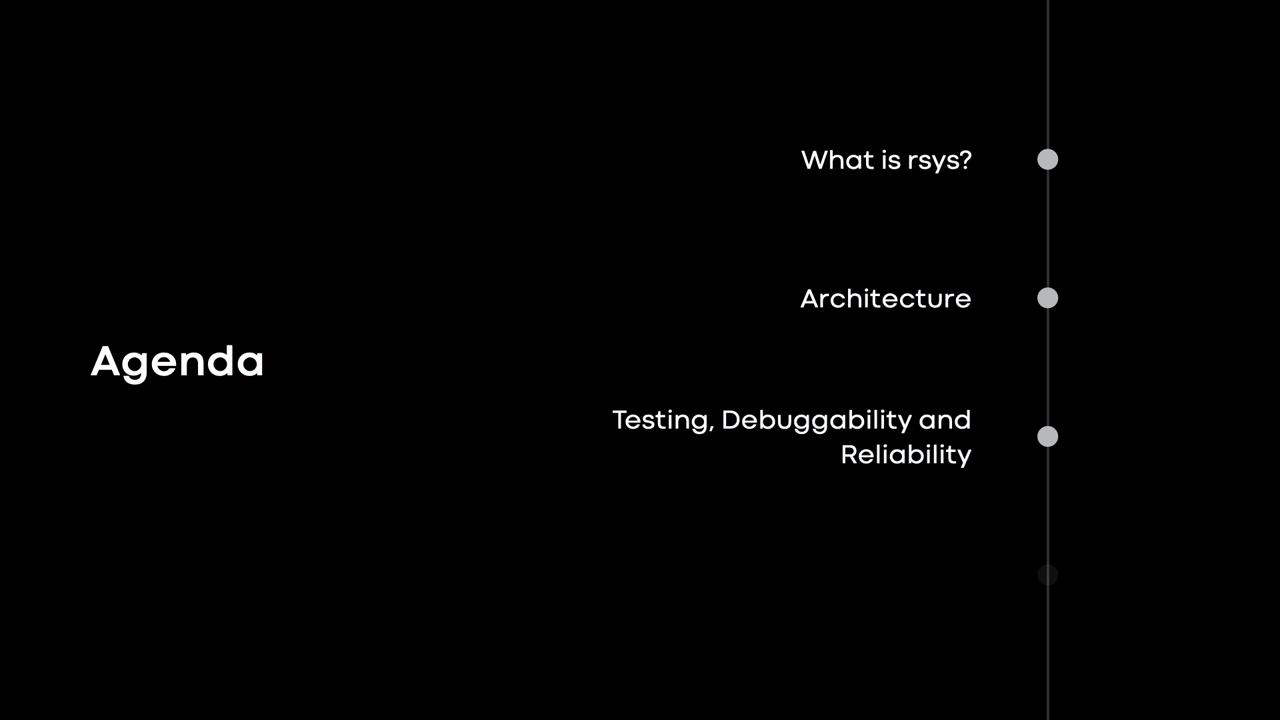 Agenda
What is rsys?
Architecture
Testing, Debuggability and
Reliability